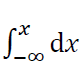 ∫_{-∞}^{x} dx